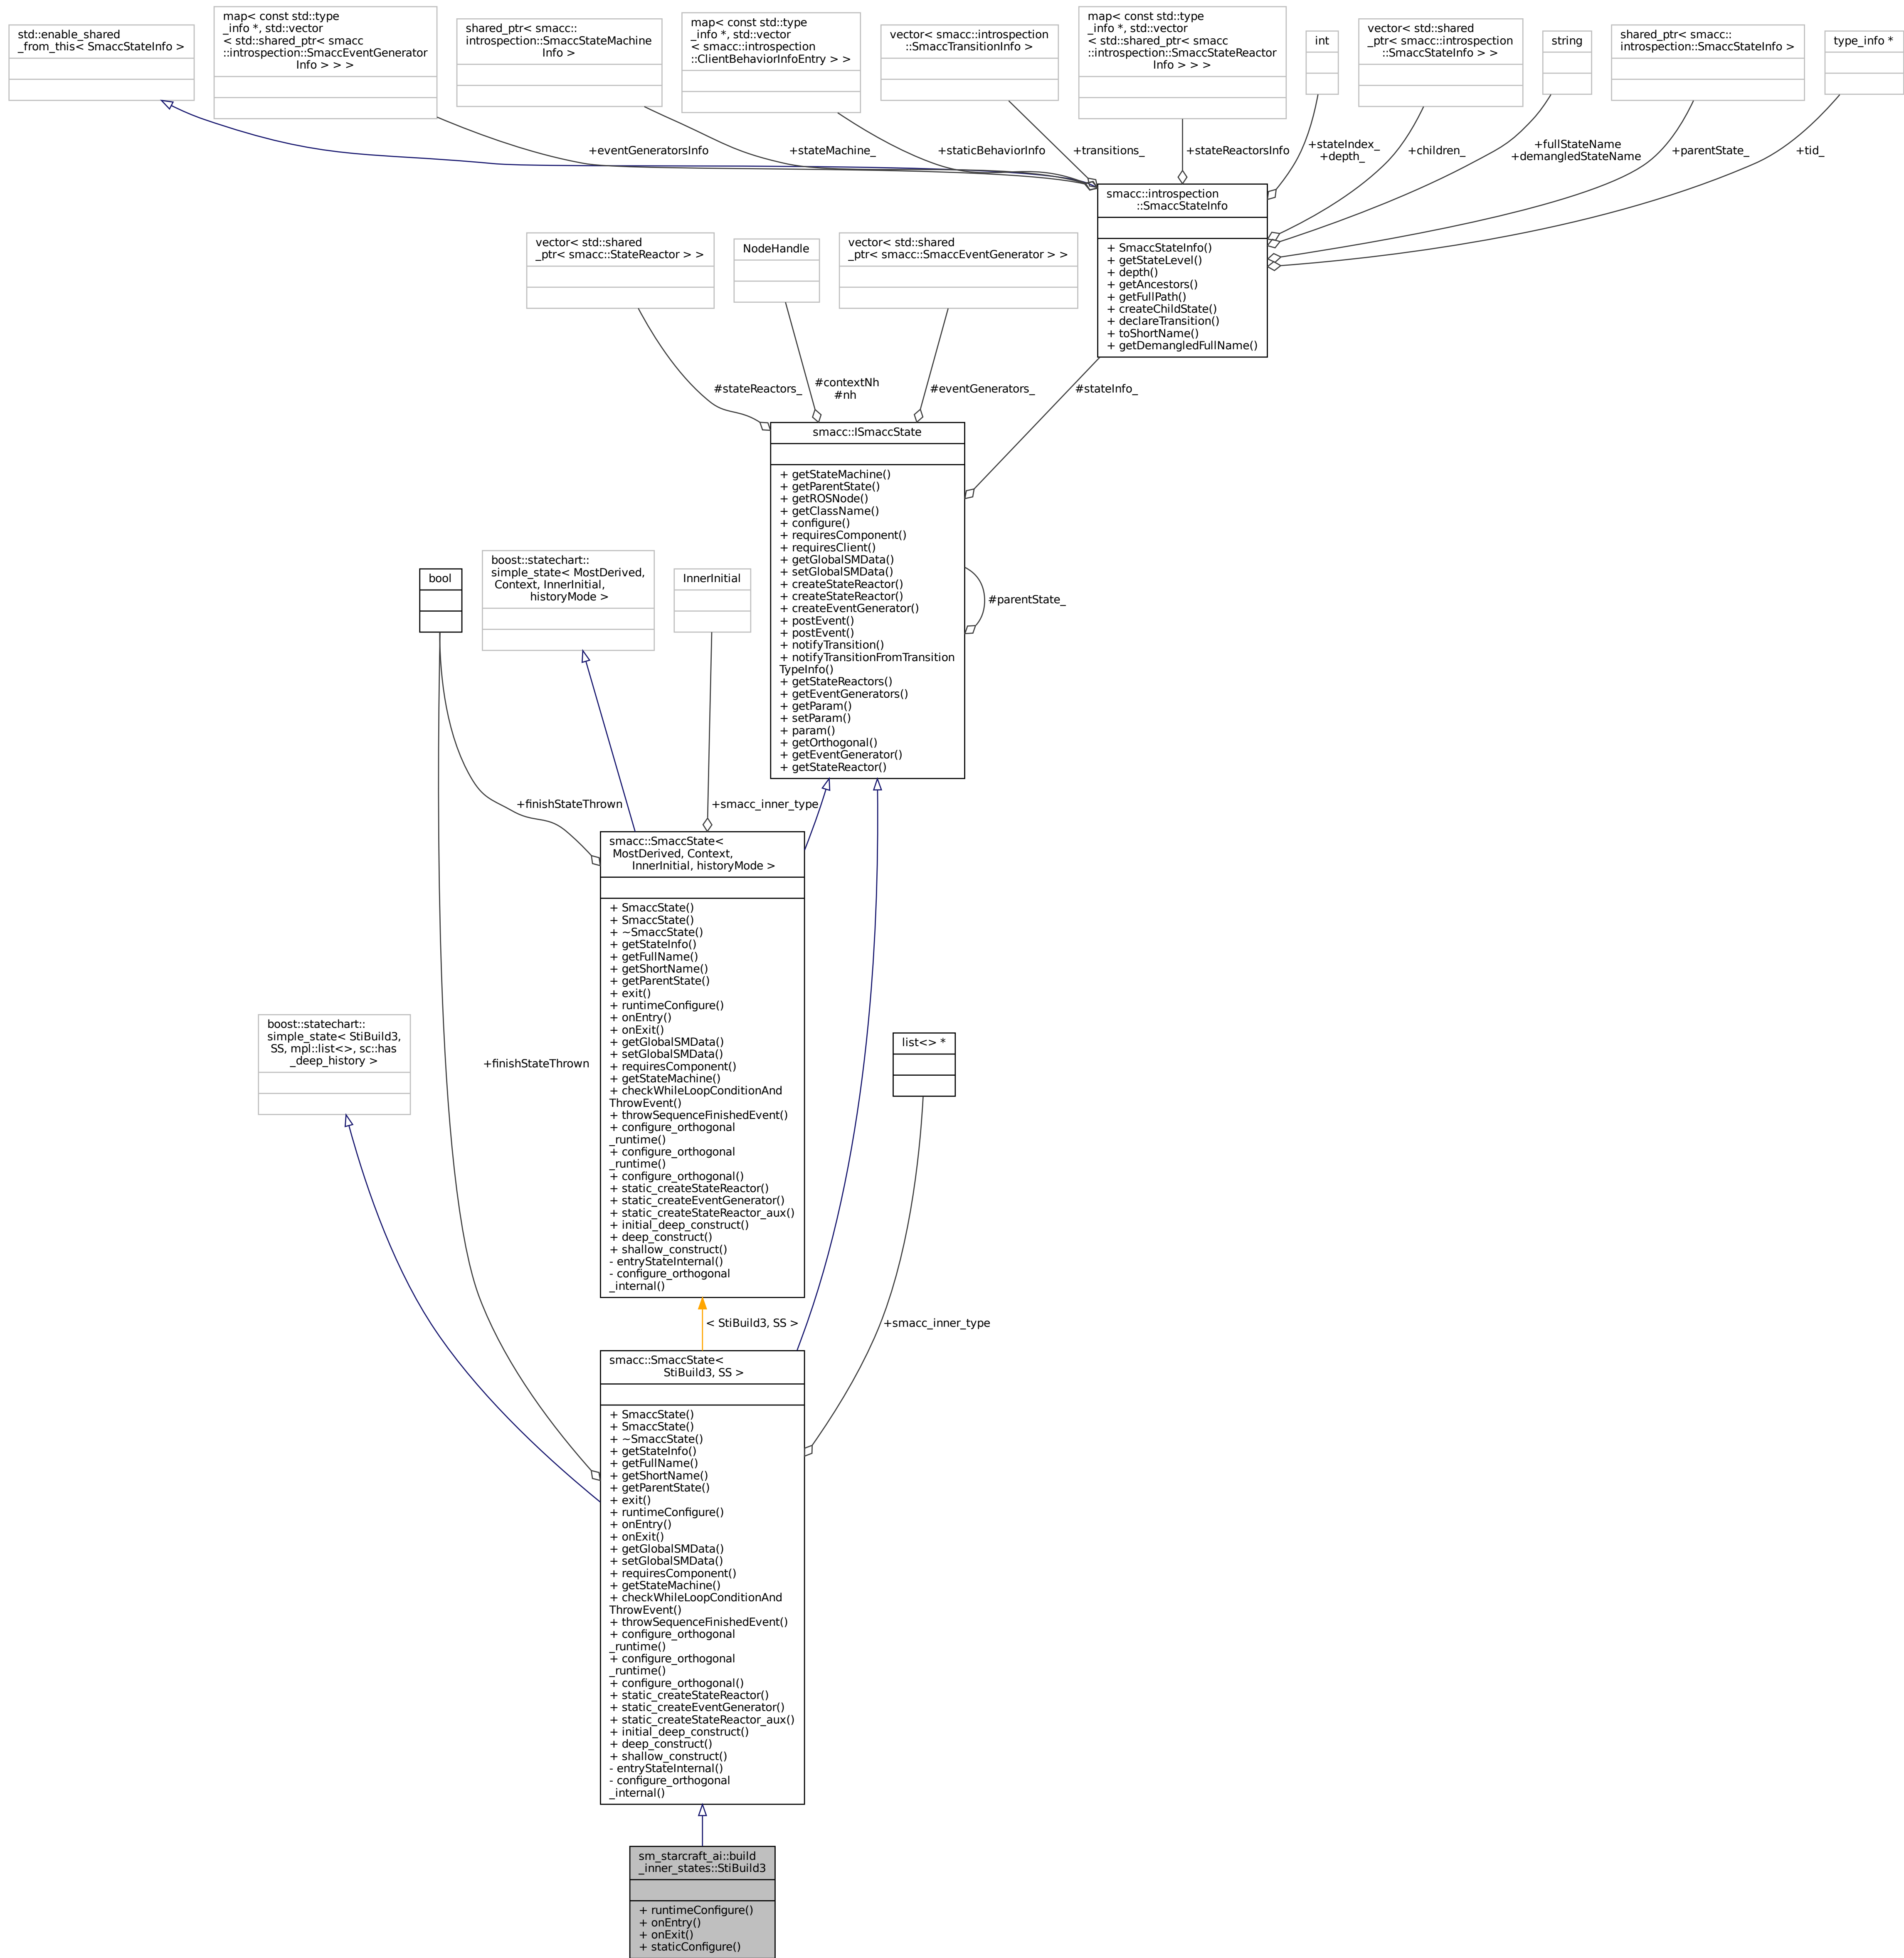 std::enable_shared
_from_this< SmaccStateInfo >
map< const std::type
_info *, std::vector
< std::shared_ptr< smacc
::introspection::SmaccEventGenerator
Info > > >
shared_ptr< smacc::
introspection::SmaccStateMachine
Info >
map< const std::type
_info *, std::vector
< smacc::introspection
::ClientBehaviorInfoEntry > >
vector< smacc::introspection
::SmaccTransitionInfo >
map< const std::type
_info *, std::vector
< std::shared_ptr< smacc
::introspection::SmaccStateReactor
Info > > >
int
vector< std::shared
_ptr< smacc::introspection
::SmaccStateInfo > >
string
shared_ptr< smacc::
introspection::SmaccStateInfo >
type_info *
+eventGeneratorsInfo
+stateMachine_
+staticBehaviorInfo
+transitions_
+stateReactorsInfo
+stateIndex_
+depth_
+children_
+fullStateName
+demangledStateName
+parentState_
+tid_
smacc::introspection
::SmaccStateInfo
+ SmaccStateInfo()
+ getStateLevel()
+ depth()
+ getAncestors()
+ getFullPath()
+ createChildState()
+ declareTransition()
+ toShortName()
+ getDemangledFullName()
vector< std::shared
_ptr< smacc::StateReactor > >
NodeHandle
vector< std::shared
_ptr< smacc::SmaccEventGenerator > >
#stateReactors_
#contextNh
#nh
#eventGenerators_
#stateInfo_
smacc::ISmaccState
+ getStateMachine()
+ getParentState()
+ getROSNode()
+ getClassName()
+ configure()
+ requiresComponent()
+ requiresClient()
+ getGlobalSMData()
+ setGlobalSMData()
+ createStateReactor()
+ createStateReactor()
+ createEventGenerator()
+ postEvent()
+ postEvent()
+ notifyTransition()
+ notifyTransitionFromTransition
TypeInfo()
+ getStateReactors()
+ getEventGenerators()
+ getParam()
+ setParam()
+ param()
+ getOrthogonal()
+ getEventGenerator()
+ getStateReactor()
#parentState_
bool
boost::statechart::
simple_state< MostDerived,
Context, InnerInitial,
historyMode >
InnerInitial
+finishStateThrown
+smacc_inner_type
smacc::SmaccState<
MostDerived, Context,
InnerInitial, historyMode >
+ SmaccState()
+ SmaccState()
+ ~SmaccState()
+ getStateInfo()
+ getFullName()
+ getShortName()
+ getParentState()
+ exit()
+ runtimeConfigure()
+ onEntry()
+ onExit()
+ getGlobalSMData()
+ setGlobalSMData()
+ requiresComponent()
+ getStateMachine()
+ checkWhileLoopConditionAnd
ThrowEvent()
+ throwSequenceFinishedEvent()
+ configure_orthogonal
_runtime()
+ configure_orthogonal
_runtime()
+ configure_orthogonal()
+ static_createStateReactor()
+ static_createEventGenerator()
+ static_createStateReactor_aux()
+ initial_deep_construct()
+ deep_construct()
+ shallow_construct()
- entryStateInternal()
- configure_orthogonal
_internal()
boost::statechart::
simple_state< StiBuild3,
SS, mpl::list<>, sc::has
_deep_history >
+finishStateThrown
list<> *
< StiBuild3, SS >
+smacc_inner_type
smacc::SmaccState<
StiBuild3, SS >
+ SmaccState()
+ SmaccState()
+ ~SmaccState()
+ getStateInfo()
+ getFullName()
+ getShortName()
+ getParentState()
+ exit()
+ runtimeConfigure()
+ onEntry()
+ onExit()
+ getGlobalSMData()
+ setGlobalSMData()
+ requiresComponent()
+ getStateMachine()
+ checkWhileLoopConditionAnd
ThrowEvent()
+ throwSequenceFinishedEvent()
+ configure_orthogonal
_runtime()
+ configure_orthogonal
_runtime()
+ configure_orthogonal()
+ static_createStateReactor()
+ static_createEventGenerator()
+ static_createStateReactor_aux()
+ initial_deep_construct()
+ deep_construct()
+ shallow_construct()
- entryStateInternal()
- configure_orthogonal
_internal()
sm_starcraft_ai::build
_inner_states::StiBuild3
+ runtimeConfigure()
+ onEntry()
+ onExit()
+ staticConfigure()